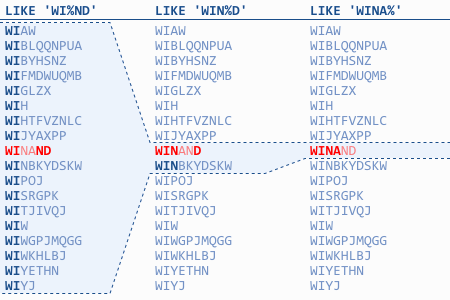 LIKE 'WI%ND' LIKE 'WIN%D' LIKE 'WINA%'
WIAW WIAW WIAW
WIBLQQNPUA WIBLQQNPUA WIBLQQNPUA
WIBYHSNZ WIBYHSNZ WIBYHSNZ
WIFMDWUQMB WIFMDWUQMB WIFMDWUQMB
WIGLZX WIGLZX WIGLZX
WIH WIH WIH
WIHTFVZNLC WIHTFVZNLC WIHTFVZNLC
WIJYAXPP WIJYAXPP WIJYAXPP
WINAND WINAND WINAND
WINBKYDSKW WINBKYDSKW WINBKYDSKW
WIPOJ WIPOJ WIPOJ
WISRGPK WISRGPK WISRGPK
WITJIVQJ WITJIVQJ WITJIVQJ
WIW WIW WIW
WIWGPJMQGG WIWGPJMQGG WIWGPJMQGG
WIWKHLBJ WIWKHLBJ WIWKHLBJ
WIYETHN WIYETHN WIYETHN
WIYJ WIYJ WIYJ